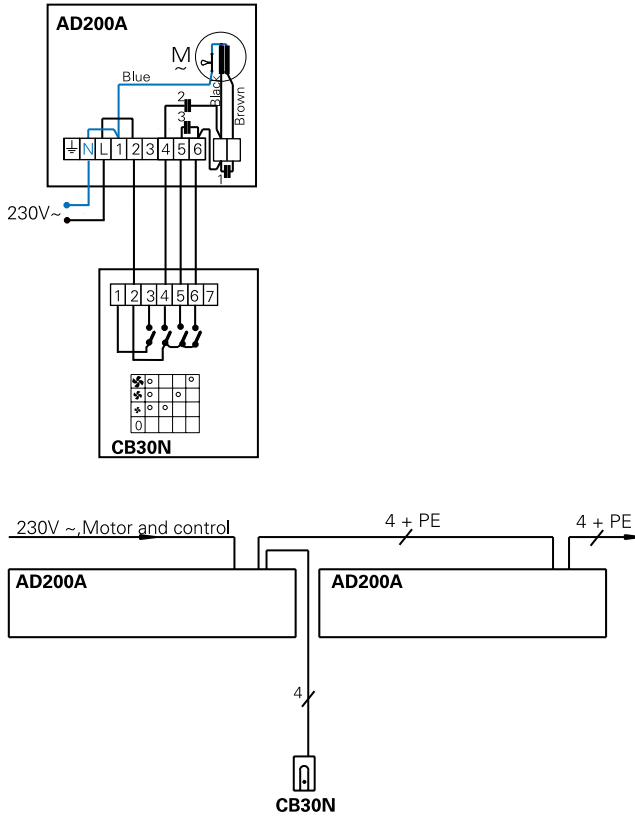 AD200A
M
~
Blue
Black
Brown
2
3
N L 1 2 3 4 5 6
1
230V~
1 2 3 4 5 6 7
0
CB30N
230V ~,Motor and control
4 + PE
4 + PE
AD200A
AD200A
4
CB30N